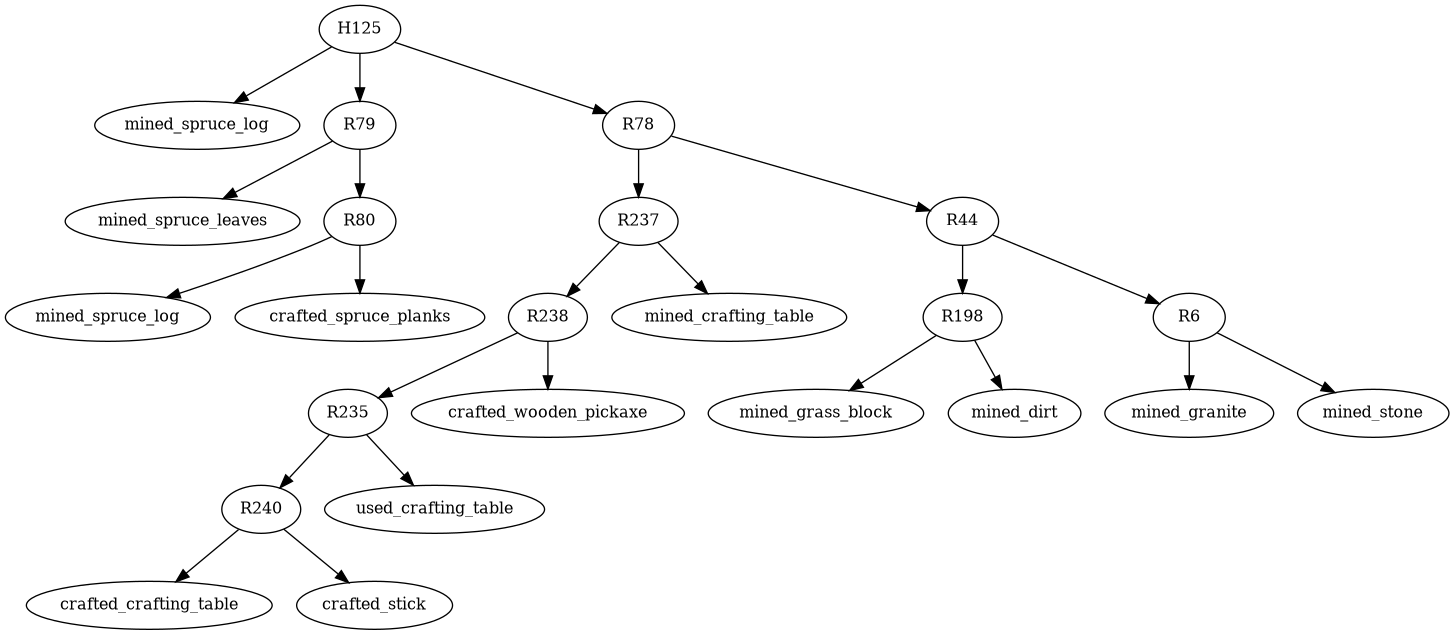 H125
mined_spruce_log
R79
R78
mined_spruce_leaves
R80
R237
R44
mined_spruce_log
crafted_spruce_planks
R238
mined_crafting_table
R198
R6
R235
crafted_wooden_pickaxe
mined_grass_block
mined_dirt
mined_granite
mined_stone
R240
used_crafting_table
crafted_crafting_table
crafted_stick